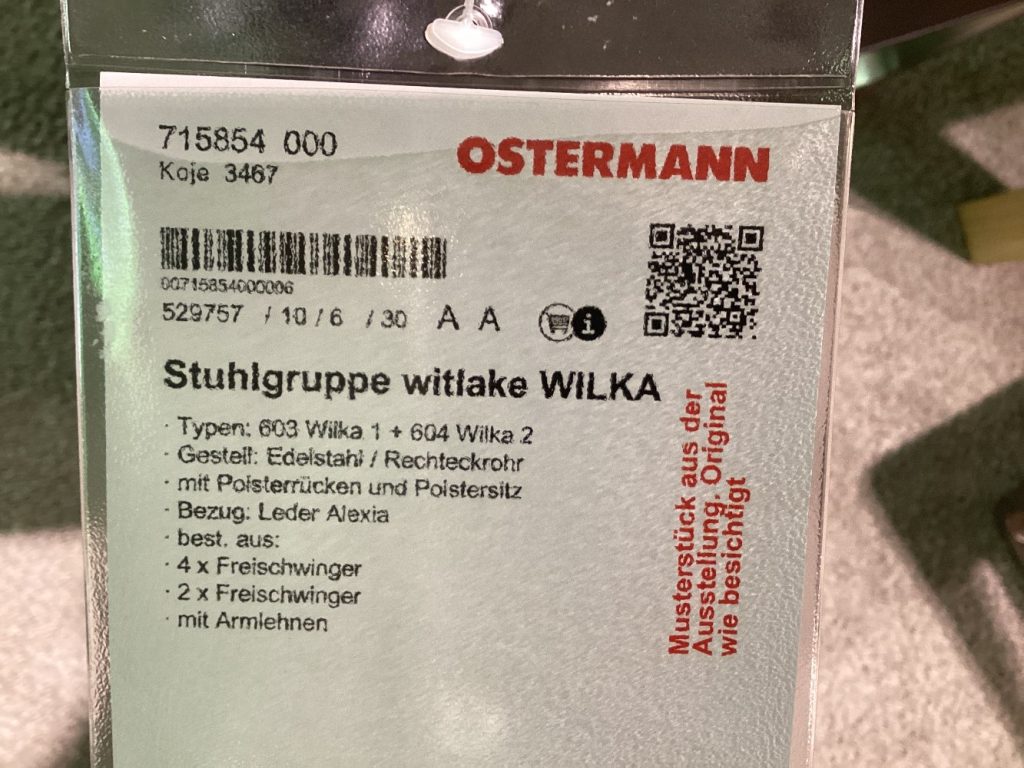 715854 000
Koje 3467
OSTERMANN
00715854000006
529757 / 10 / 6 / 30 A A
Stuhlgruppe witlake WILKA
· Typen: 603 Wilka 1 + 604 Wilka 2
· Gestell: Edelstahl / Rechteckrohr
· mit Polsterrücken und Polstersitz
· Bezug: Leder Alexia
· best. aus:
· 4 x Freischwinger
· 2 x Freischwinger
· mit Armlehnen
Musterstück aus der
Ausstellung, Original
wie besichtigt